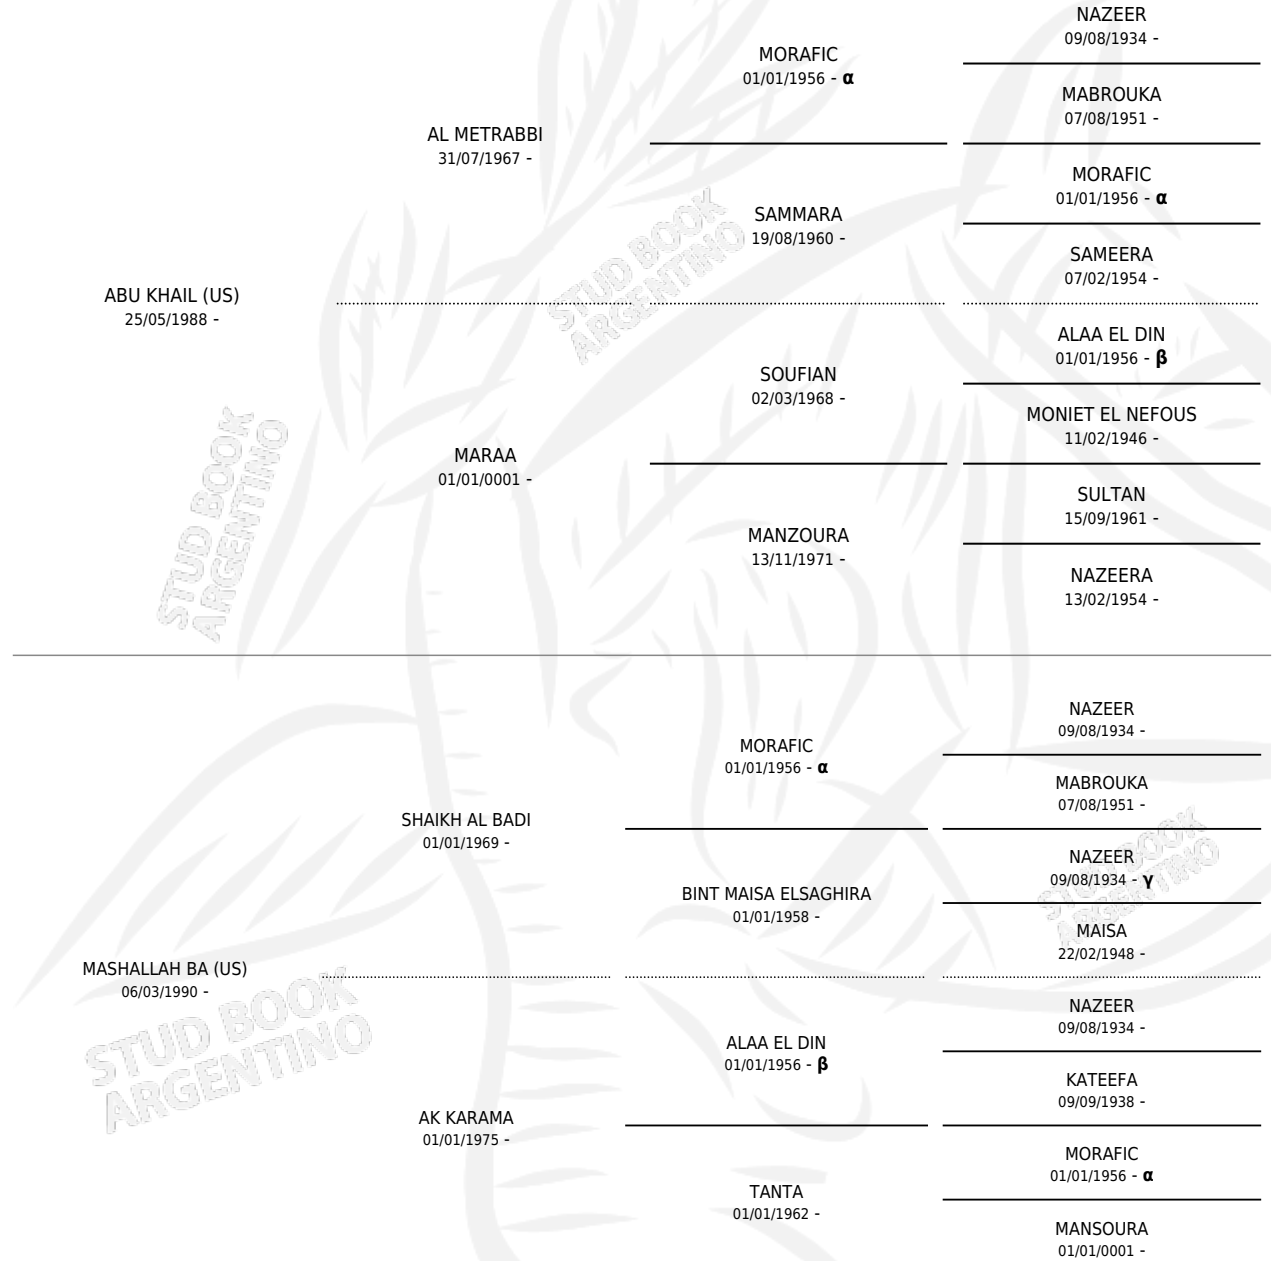 NAZEER
09/08/1934 -
MORAFIC
01/01/1956 - α
MABROUKA
07/08/1951 -
AL METRABBI
31/07/1967 -
MORAFIC
01/01/1956 - α
SAMMARA
19/08/1960 -
SAMEERA
07/02/1954 -
ABU KHAIL (US)
25/05/1988 -
ALAA EL DIN
01/01/1956 - β
SOUFIAN
02/03/1968 -
MONIET EL NEFOUS
11/02/1946 -
MARAA
01/01/0001 -
SULTAN
15/09/1961 -
MANZOURA
13/11/1971 -
NAZEERA
13/02/1954 -
STUD BOOK
ARGENTINO
STUD BOOK
ARGENTINO
NAZEER
09/08/1934 -
MORAFIC
01/01/1956 - α
MABROUKA
07/08/1951 -
SHAIKH AL BADI
01/01/1969 -
NAZEER
09/08/1934 - γ
BINT MAISA ELSAGHIRA
01/01/1958 -
MAISA
22/02/1948 -
STUD BOOK
ARGENTINO
MASHALLAH BA (US)
06/03/1990 -
NAZEER
09/08/1934 -
ALAA EL DIN
01/01/1956 - β
KATEEFA
09/09/1938 -
AK KARAMA
01/01/1975 -
MORAFIC
01/01/1956 - α
TANTA
01/01/1962 -
MANSOURA
01/01/0001 -
STUD BOOK
ARGENTINO